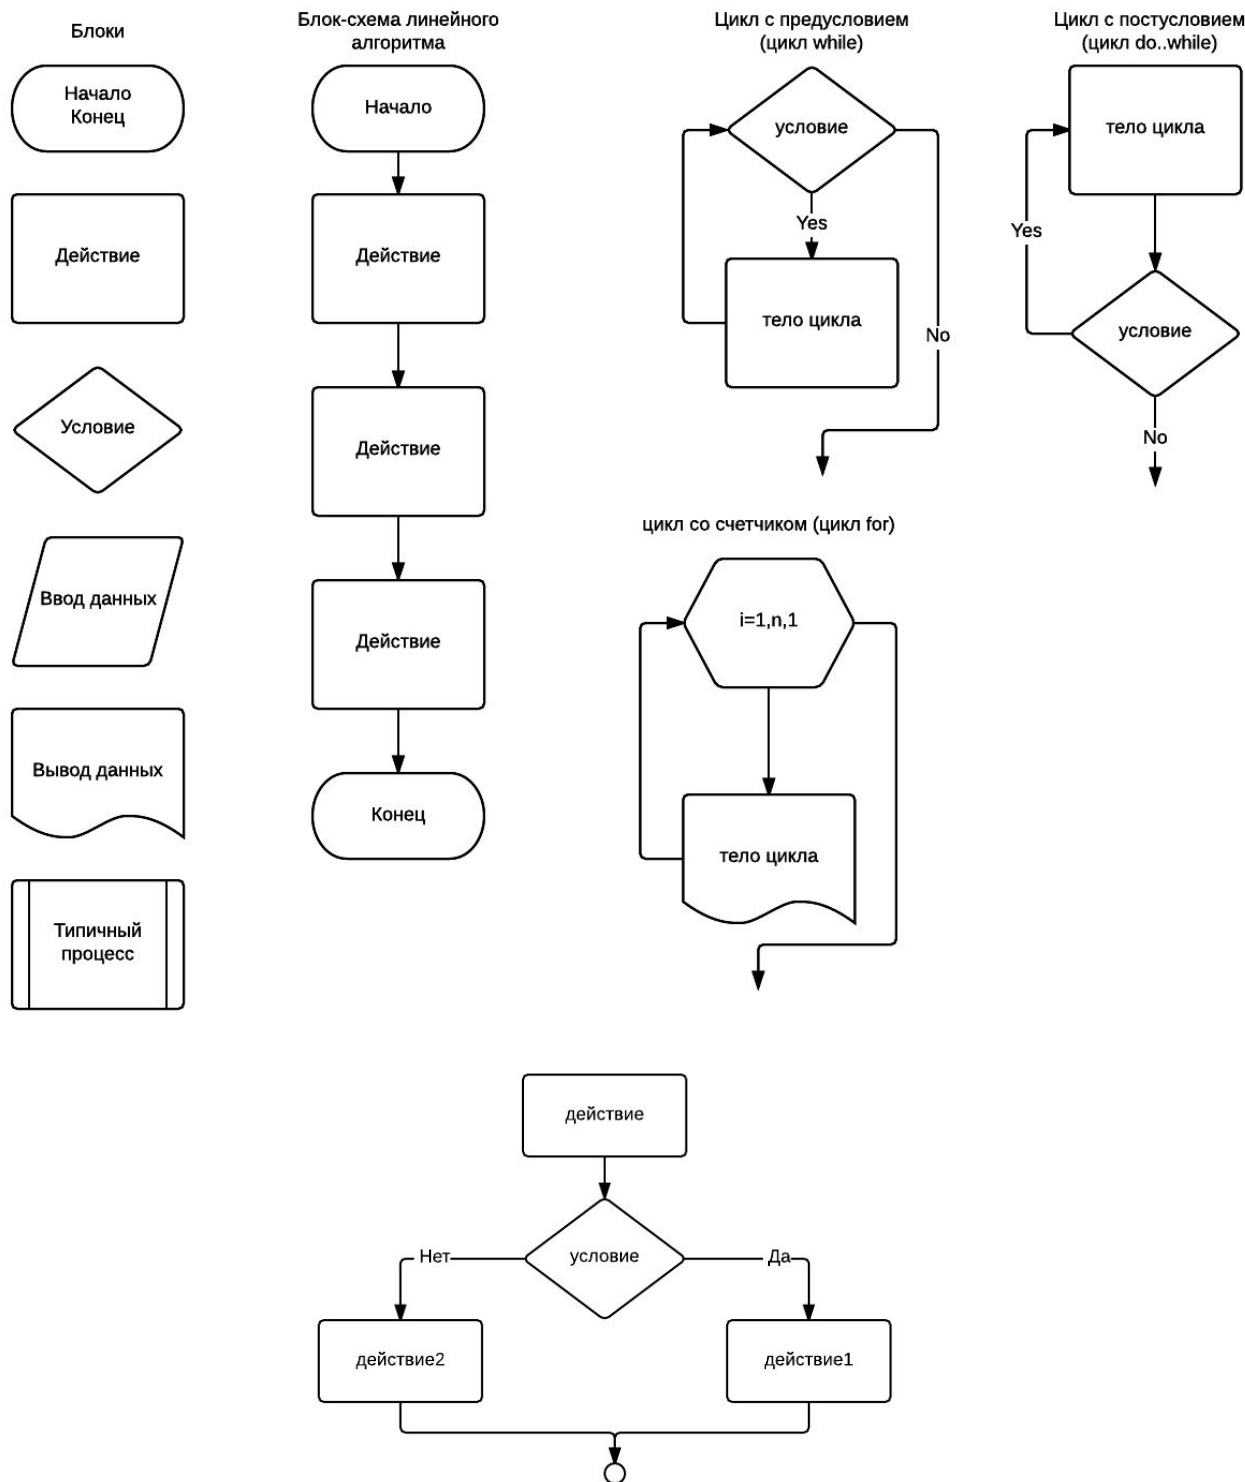 Блоки
Начало
Конец
Действие
Условие
Ввод данных
Вывод данных
Типичный
процесс
Блок-схема линейного
алгоритма
Начало
Действие
Действие
Действие
Конец
Цикл с предусловием
(цикл while)
условие
Yes
тело цикла
No
Цикл с постусловием
(цикл do..while)
тело цикла
Yes
условие
No
цикл со счетчиком (цикл for)
i=1,n,1
тело цикла
действие
условие
Нет
Да
действие2
действие1